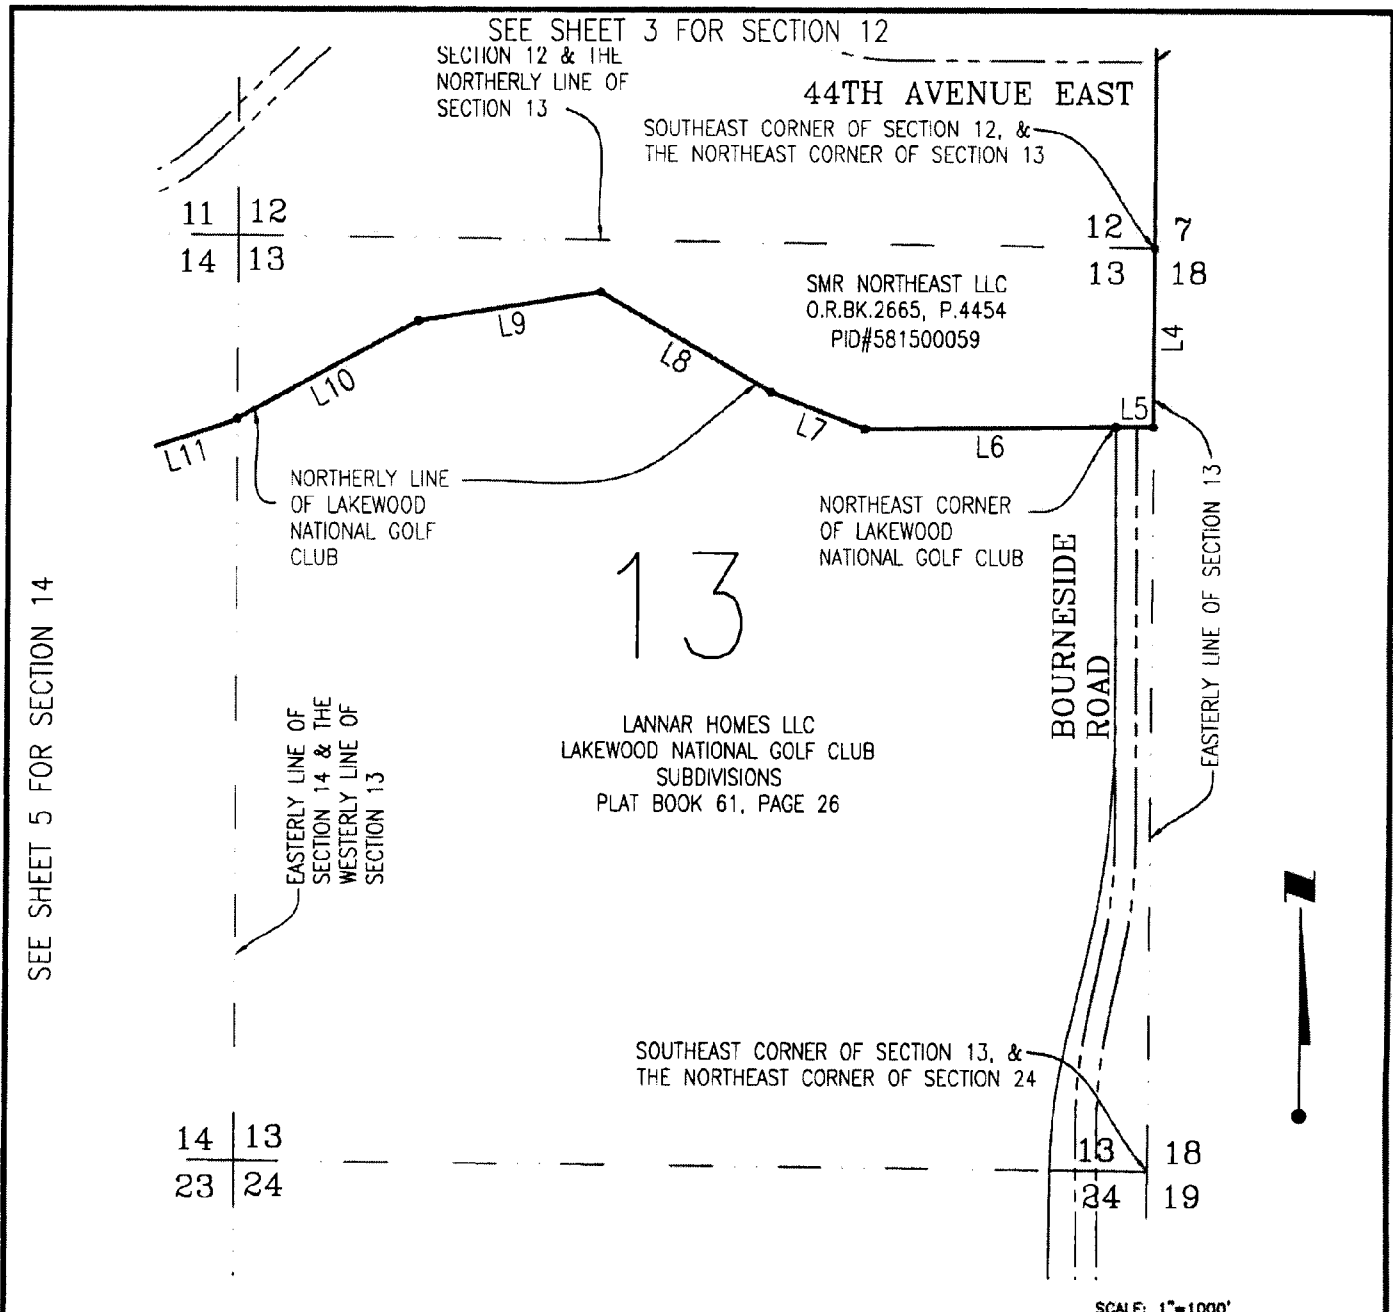 SEE SHEET 3 FOR SECTION 12
SECTION 12 & THE
NORTHERLY LINE OF
SECTION 13
44TH AVENUE EAST
SOUTHEAST CORNER OF SECTION 12, &
THE NORTHEAST CORNER OF SECTION 13
11 12
14 13
12 7
13 18
SMR NORTHEAST LLC
O.R.BK.2665, P.4454
PID#581500059
L4
L5
L6
L7
L8
L9
L10
L11
NORTHERLY LINE
OF LAKEWOOD
NATIONAL GOLF
CLUB
NORTHEAST CORNER
OF LAKEWOOD
NATIONAL GOLF CLUB
13
BOURNESIDE
ROAD
EASTERLY LINE OF SECTION 13
SEE SHEET 5 FOR SECTION 14
LANNAR HOMES LLC
LAKEWOOD NATIONAL GOLF CLUB
SUBDIVISIONS
PLAT BOOK 61, PAGE 26
EASTERLY LINE OF
SECTION 14 & THE
WESTERLY LINE OF
SECTION 13
N
SOUTHEAST CORNER OF SECTION 13, &
THE NORTHEAST CORNER OF SECTION 24
14 13
23 24
13 18
24 19
SCALE: 1"=1000'